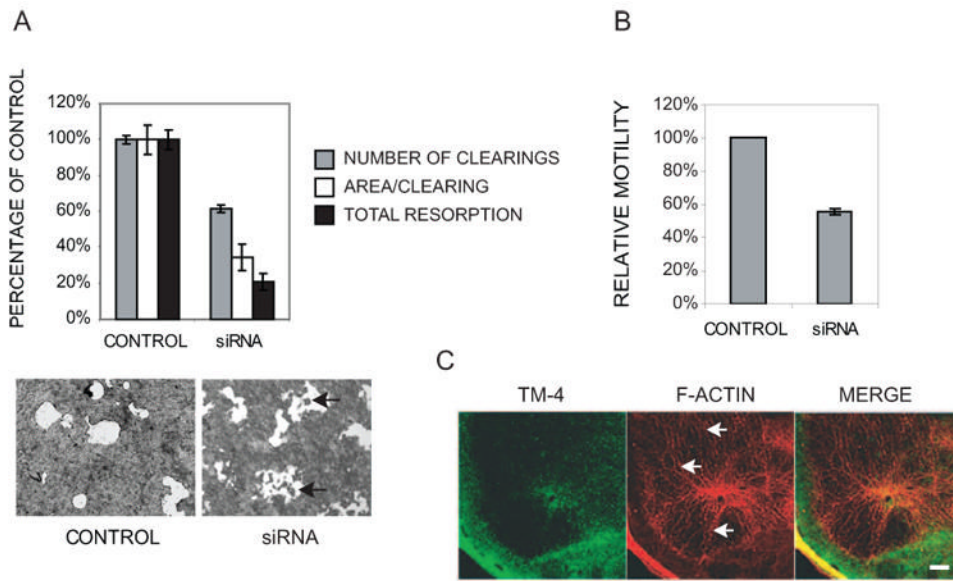 A
PERCENTAGE OF CONTROL
120%
100%
80%
60%
40%
20%
0%
CONTROL
siRNA
NUMBER OF CLEARINGS
AREA/CLEARING
TOTAL RESORPTION
CONTROL
siRNA
B
RELATIVE MOTILITY
120%
100%
80%
60%
40%
20%
0%
CONTROL
siRNA
C
TM-4
F-ACTIN
MERGE